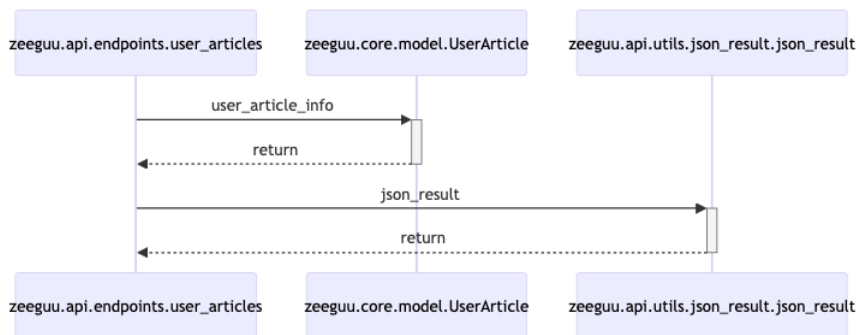 zeeguu.api.endpoints.user_articles
zeeguu.core.model.UserArticle
zeeguu.api.utils.json_result.json_result
user_article_info
return
json_result
return
zeeguu.api.endpoints.user_articles
zeeguu.core.model.UserArticle
zeeguu.api.utils.json_result.json_result